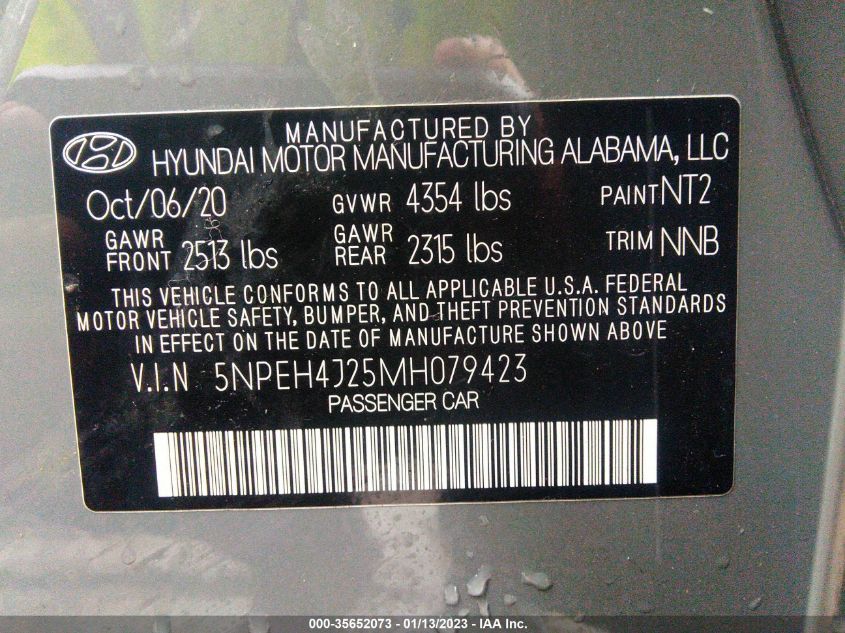 MANUFACTURED BY
HYUNDAI MOTOR MANUFACTURING ALABAMA, LLC
Oct/06/20 GVWR 4354 lbs PAINT NT2
GAWR FRONT 2513 lbs GAWR REAR 2315 lbs TRIM NNB
THIS VEHICLE CONFORMS TO ALL APPLICABLE U.S.A. FEDERAL
MOTOR VEHICLE SAFETY, BUMPER, AND THEFT PREVENTION STANDARDS
IN EFFECT ON THE DATE OF MANUFACTURE SHOWN ABOVE
V.I.N 5NPEH4J25MH079423
PASSENGER CAR
000-35652073 — 01/13/2023 — IAA Inc.